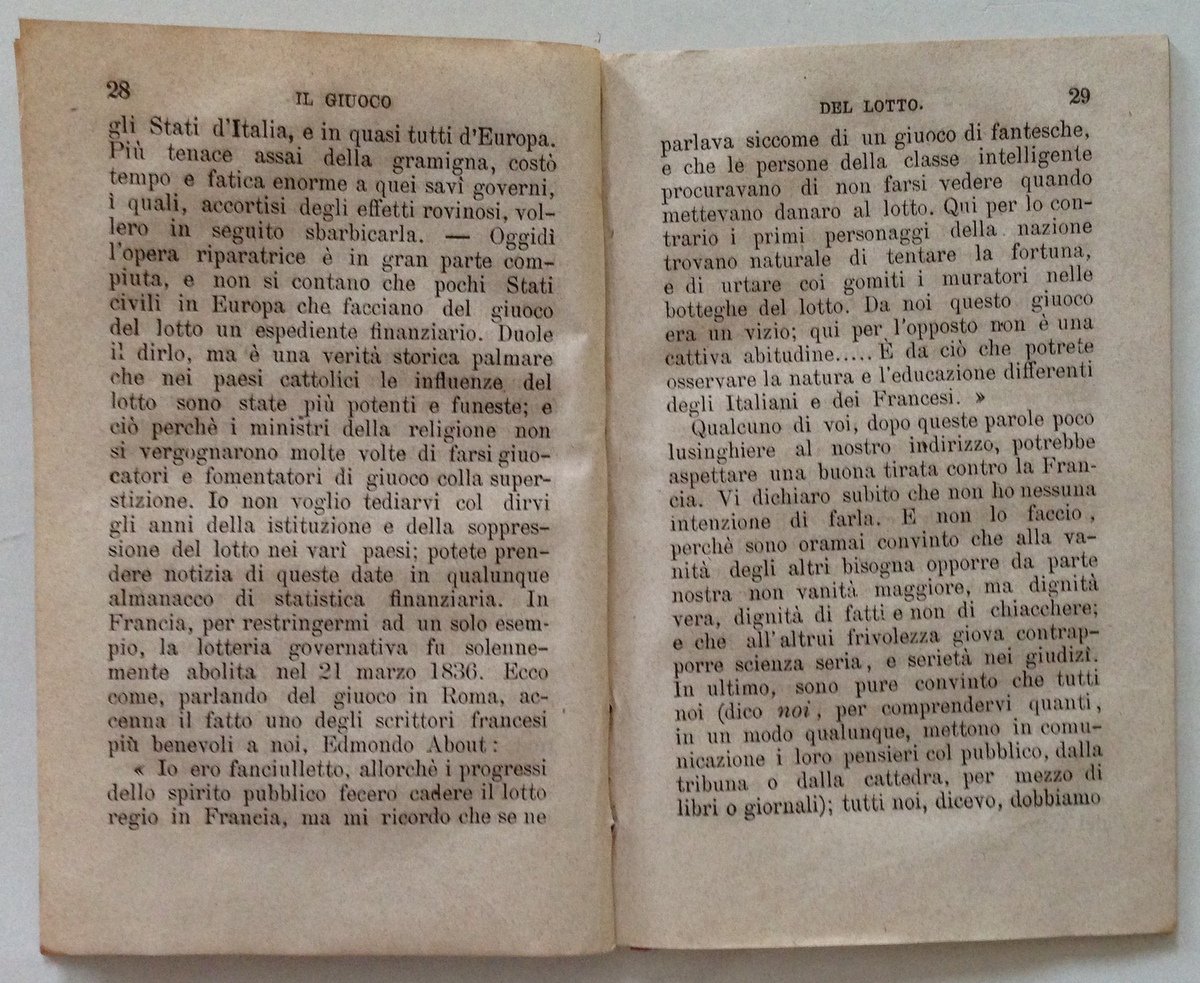 28
IL GIUOCO
gli Stati d'Italia, e in quasi tutti d'Europa.
Più tenace assai della gramigna, costò
tempo e fatica enorme a quei savî governi,
i quali, accortisi degli effetti rovinosi, vol-
lero in seguito sbarbicarla. — Oggidì
l'opera riparatrice è in gran parte com-
piuta, e non si contano che pochi Stati
civili in Europa che facciano del giuoco
del lotto un espediente finanziario. Duole
il dirlo, ma è una verità storica palmare
che nei paesi cattolici le influenze del
lotto sono state più potenti e funeste; e
ciò perchè i ministri della religione non
si vergognarono molte volte di farsi giuo-
catori e fomentatori di giuoco colla super-
stizione. Io non voglio tediarvi col dirvi
gli anni della istituzione e della soppres-
sione del lotto nei varî paesi; potete pren-
dere notizia di queste date in qualunque
almanacco di statistica finanziaria. In
Francia, per restringermi ad un solo esem-
pio, la lotteria governativa fu solenne-
mente abolita nel 21 marzo 1836. Ecco
come, parlando del giuoco in Roma, ac-
cenna il fatto uno degli scrittori francesi
più benevoli a noi, Edmondo About:
« Io ero fanciulletto, allorchè i progressi
dello spirito pubblico fecero cadere il lotto
regio in Francia, ma mi ricordo che se ne
DEL LOTTO.
29
parlava siccome di un giuoco di fantesche,
e che le persone della classe intelligente
procuravano di non farsi vedere quando
mettevano danaro al lotto. Qui per lo con-
trario i primi personaggi della nazione
trovano naturale di tentare la fortuna,
e di urtare coi gomiti i muratori nelle
botteghe del lotto. Da noi questo giuoco
era un vizio; qui per l'opposto non è una
cattiva abitudine..... È da ciò che potrete
osservare la natura e l'educazione differenti
degli Italiani e dei Francesi. »
Qualcuno di voi, dopo queste parole poco
lusinghiere al nostro indirizzo, potrebbe
aspettare una buona tirata contro la Fran-
cia. Vi dichiaro subito che non ho nessuna
intenzione di farla. E non lo faccio,
perchè sono oramai convinto che alla va-
nità degli altri bisogna opporre da parte
nostra non vanità maggiore, ma dignità
vera, dignità di fatti e non di chiacchere;
e che all'altrui frivolezza giova contrap-
porre scienza seria, e serietà nei giudizî.
In ultimo, sono pure convinto che tutti
noi (dico noi, per comprendervi quanti,
in un modo qualunque, mettono in comu-
nicazione i loro pensieri col pubblico, dalla
tribuna o dalla cattedra, per mezzo di
libri o giornali); tutti noi, dicevo, dobbiamo